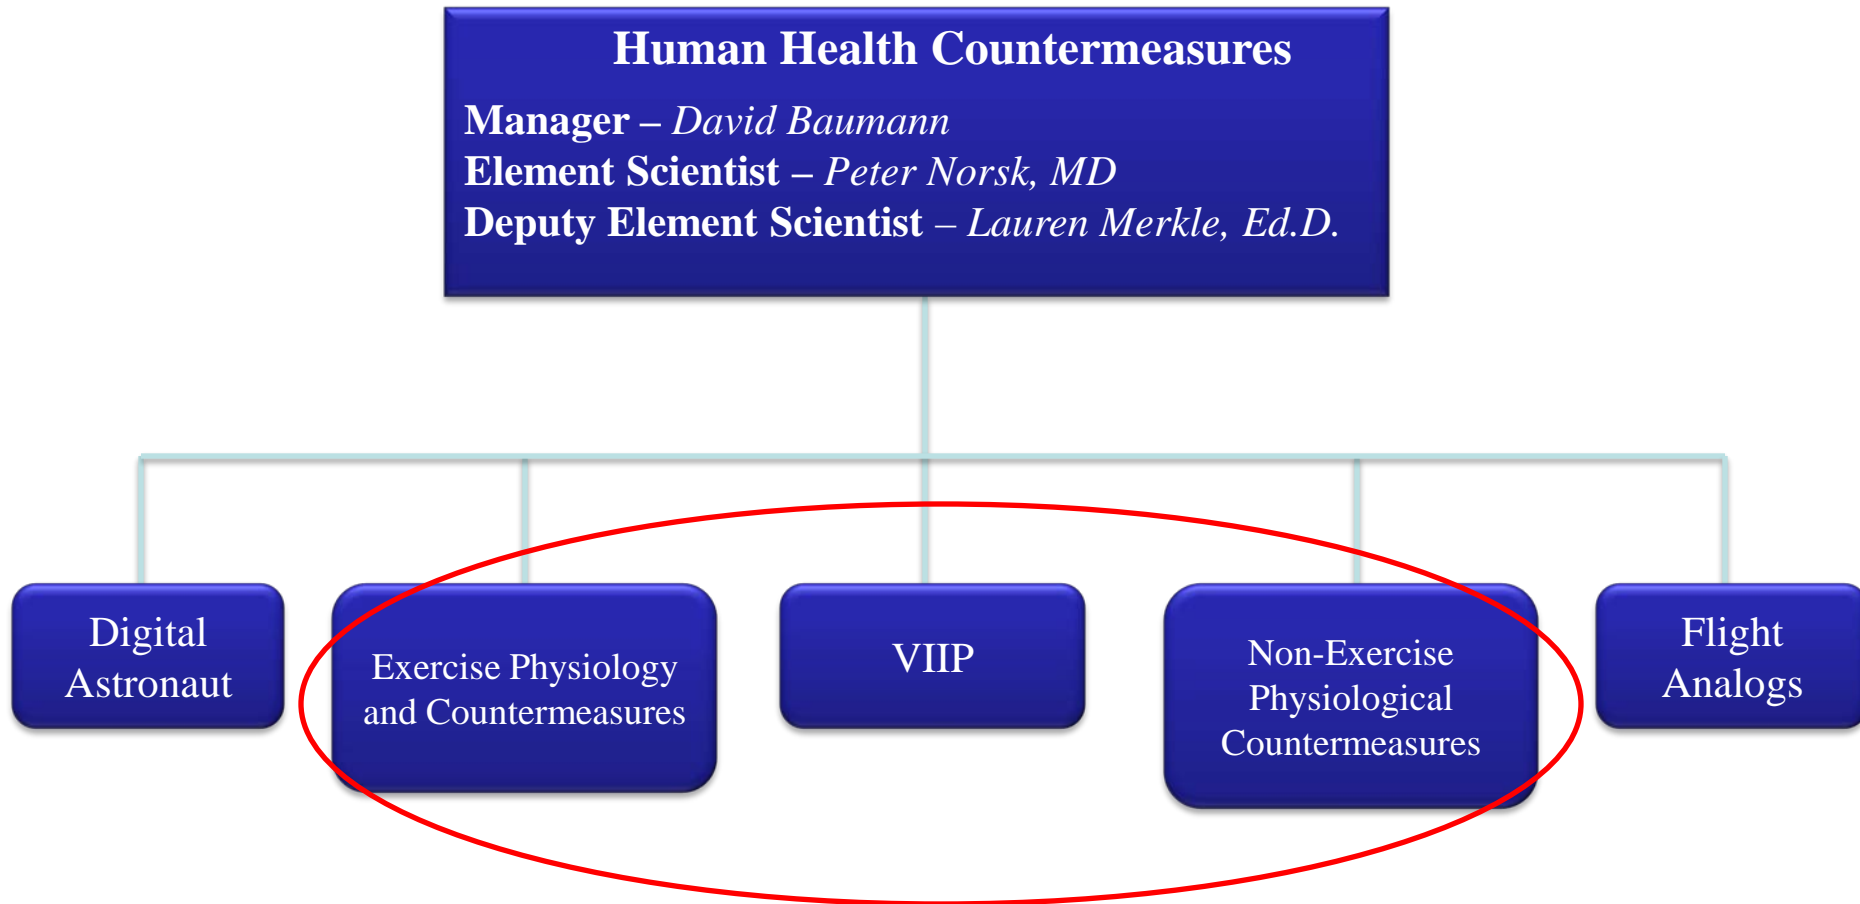 Human Health Countermeasures
Manager – David Baumann
Element Scientist – Peter Norsk, MD
Deputy Element Scientist – Lauren Merkle, Ed.D.
Digital
Astronaut
Exercise Physiology
and Countermeasures
VIIP
Non-Exercise
Physiological
Countermeasures
Flight
Analogs